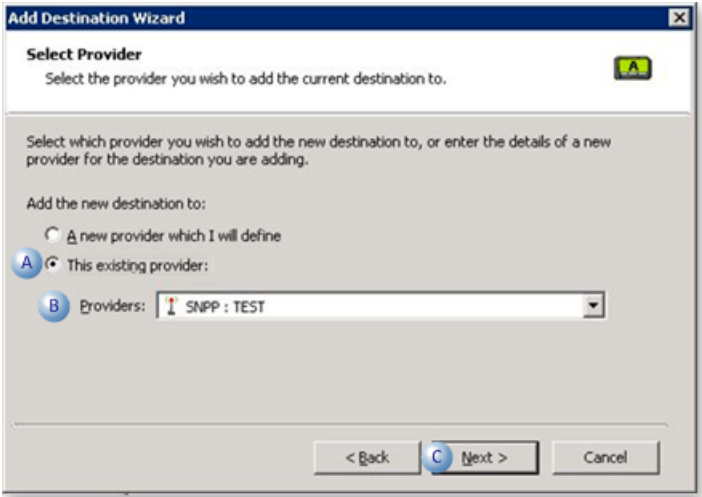 Add Destination Wizard
Select Provider
Select the provider you wish to add the current destination to.
A
Select which provider you wish to add the new destination to, or enter the details of a new
provider for the destination you are adding.
Add the new destination to:
A new provider which I will define
A This existing provider:
B Providers: SNPP : TEST
< Back C Next > Cancel